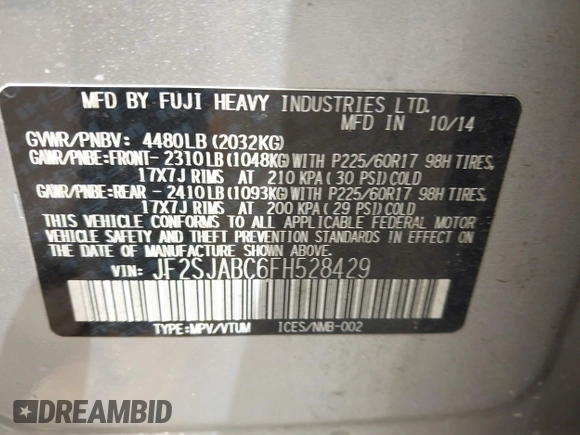 MFD BY FUJI HEAVY INDUSTRIES LTD.
MFD IN 10/14
GVWR/PNBV: 4480LB(2032KG)
GAWR/PNBE:FRONT- 2310LB(1048KG)WITH P225/60R17 98H TIRES,
17X7J RIMS AT 210 KPA( 30 PSI)COLD
GAWR/PNBE:REAR -2410LB(1093KG)WITH P225/60R17 98H TIRES,
17X7J RIMS AT 200 KPA( 29 PSI)COLD
THIS VEHICLE CONFORMS TO ALL APPLICABLE FEDERAL MOTOR
VEHICLE SAFETY AND THEFT PREVENTION STANDARDS IN EFFECT
ON THE DATE OF MANUFACTURE SHOWN ABOVE.
VIN: JF2SJABC6FH528429
TYPE:MPV/VTUM ICES/NMB-002
DREAMBID